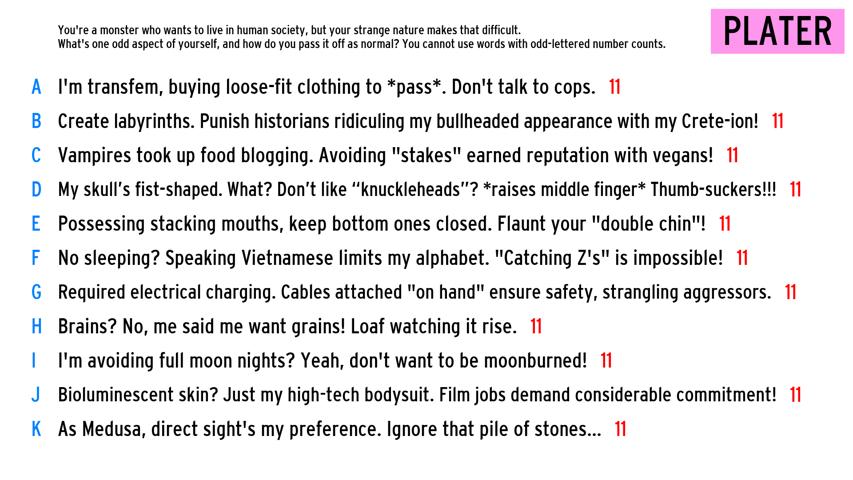 You're a monster who wants to live in human society, but your strange nature makes that difficult.
What's one odd aspect of yourself, and how do you pass it off as normal? You cannot use words with odd-lettered number counts.
PLATER
A I'm transfem, buying loose-fit clothing to *pass*. Don't talk to cops. 11
B Create labyrinths. Punish historians ridiculing my bullheaded appearance with my Crete-ion! 11
C Vampires took up food blogging. Avoiding "stakes" earned reputation with vegans! 11
D My skull’s fist-shaped. What? Don’t like “knuckleheads”? *raises middle finger* Thumb-suckers!!! 11
E Possessing stacking mouths, keep bottom ones closed. Flaunt your "double chin"! 11
F No sleeping? Speaking Vietnamese limits my alphabet. "Catching Z's" is impossible! 11
G Required electrical charging. Cables attached "on hand" ensure safety, strangling aggressors. 11
H Brains? No, me said me want grains! Loaf watching it rise. 11
I I'm avoiding full moon nights? Yeah, don't want to be moonburned! 11
J Bioluminescent skin? Just my high-tech bodysuit. Film jobs demand considerable commitment! 11
K As Medusa, direct sight's my preference. Ignore that pile of stones... 11